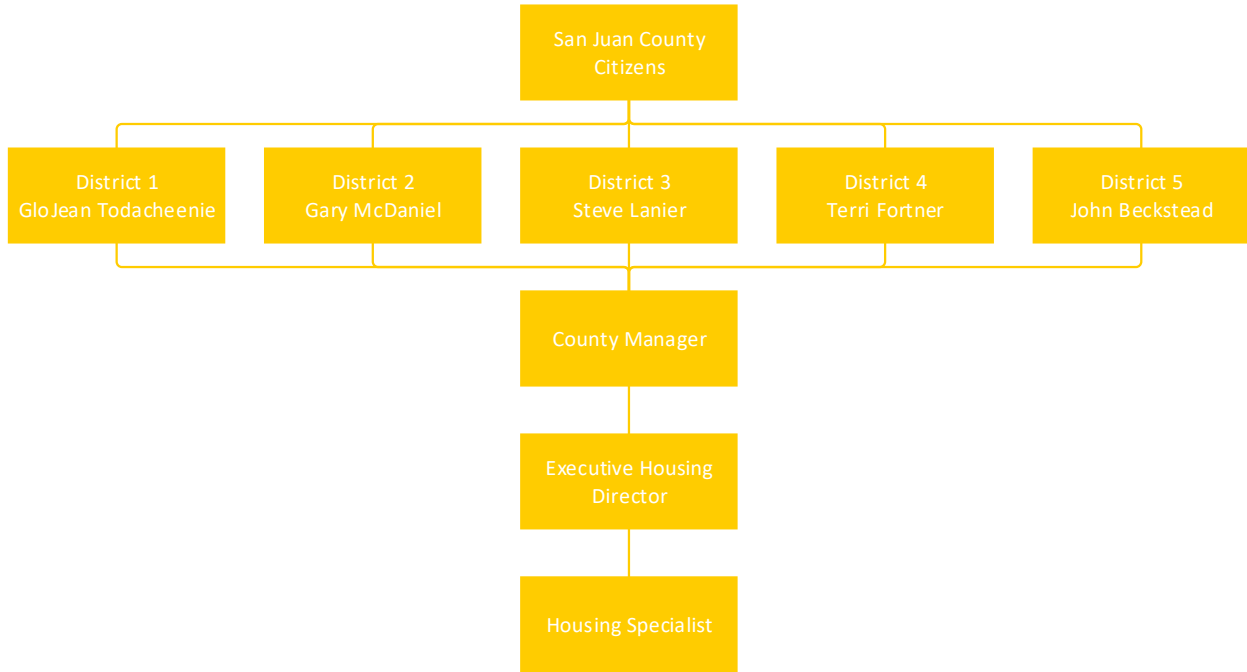 San Juan County
Citizens
District 1
GloJean Todacheenie
District 2
Gary McDaniel
District 3
Steve Lanier
District 4
Terri Fortner
District 5
John Beckstead
County Manager
Executive Housing
Director
Housing Specialist